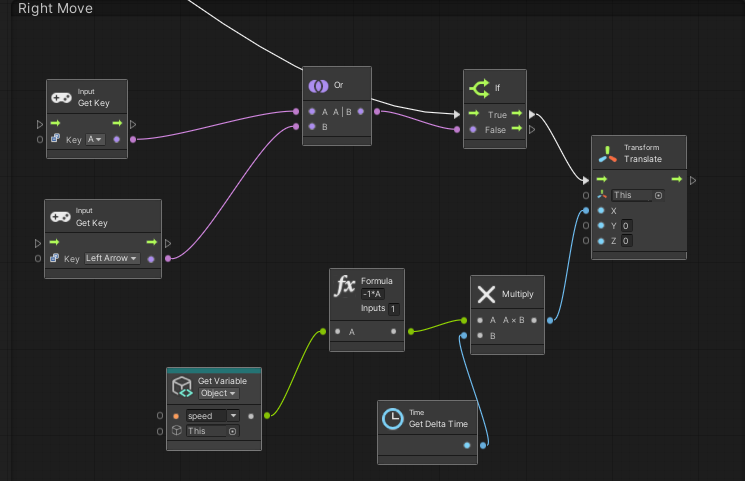 Right Move
Input
Get Key
Key A
Or
A A|B
B
If
True
False
Transform
Translate
This
X
Y 0
Z 0
Input
Get Key
Key Left Arrow
fx Formula
-1*A
Inputs 1
A
Multiply
A A × B
B
Get Variable
Object
speed
This
Time
Get Delta Time